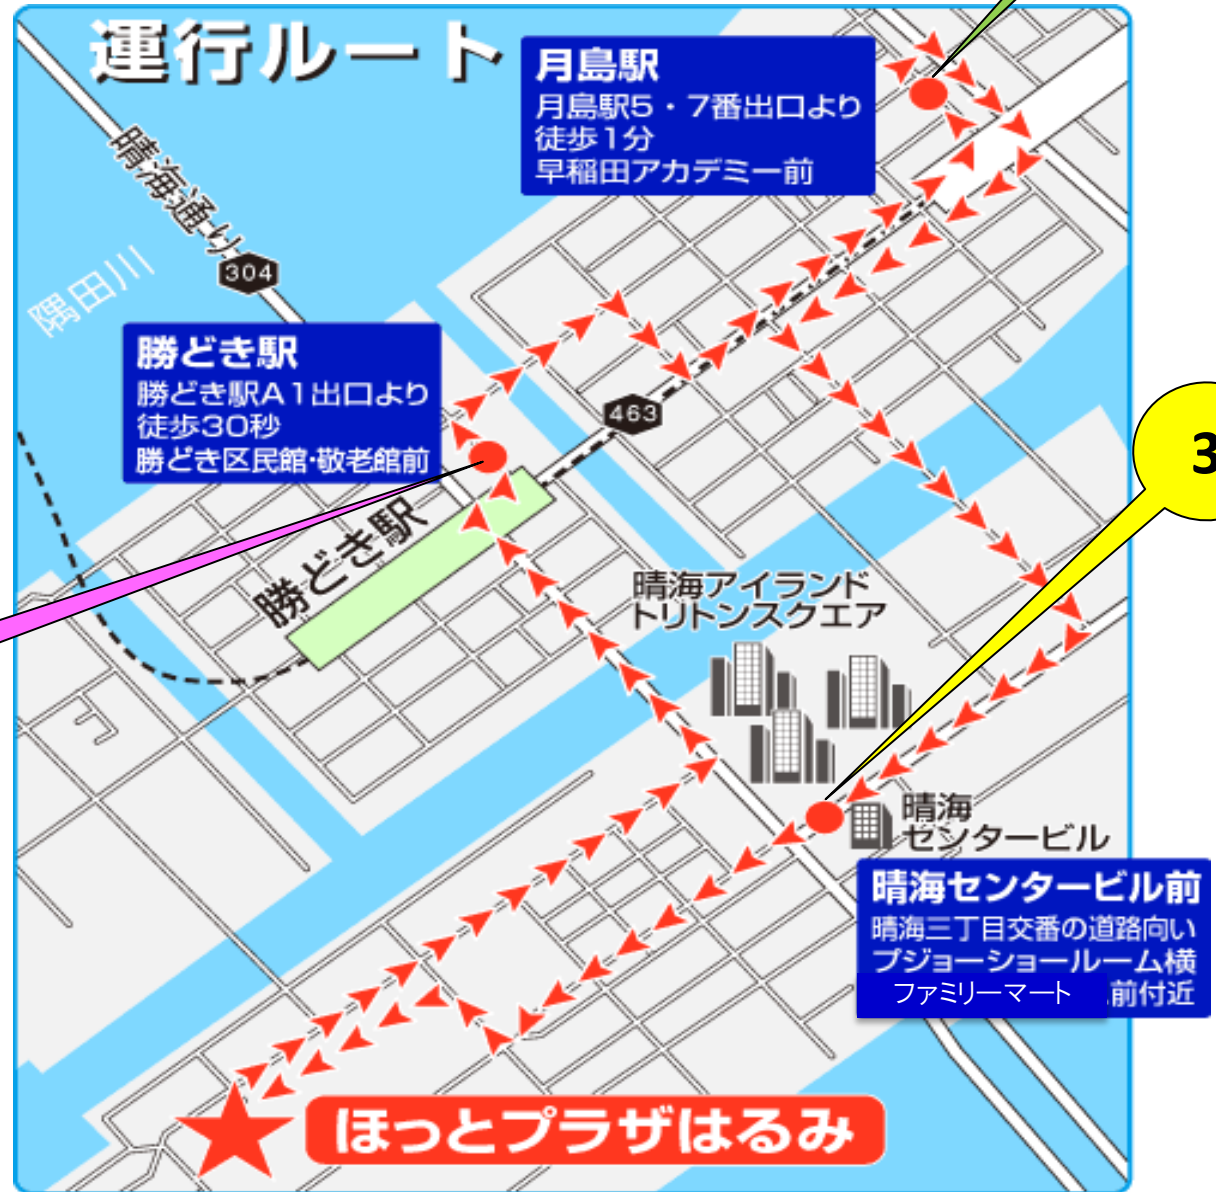 運行ルート
月島駅
月島駅5・7番出口より
徒歩1分
早稲田アカデミー前
晴海通り
304
隅田川
勝どき駅
勝どき駅A1出口より
徒歩30秒
勝どき区民館・敬老館前
463
3
勝どき駅
晴海アイランド
トリトンスクエア
晴海
センタービル
晴海センタービル前
晴海三丁目交番の道路向い
プジョーショールーム横
ファミリーマート 前付近
ほっとプラザはるみ